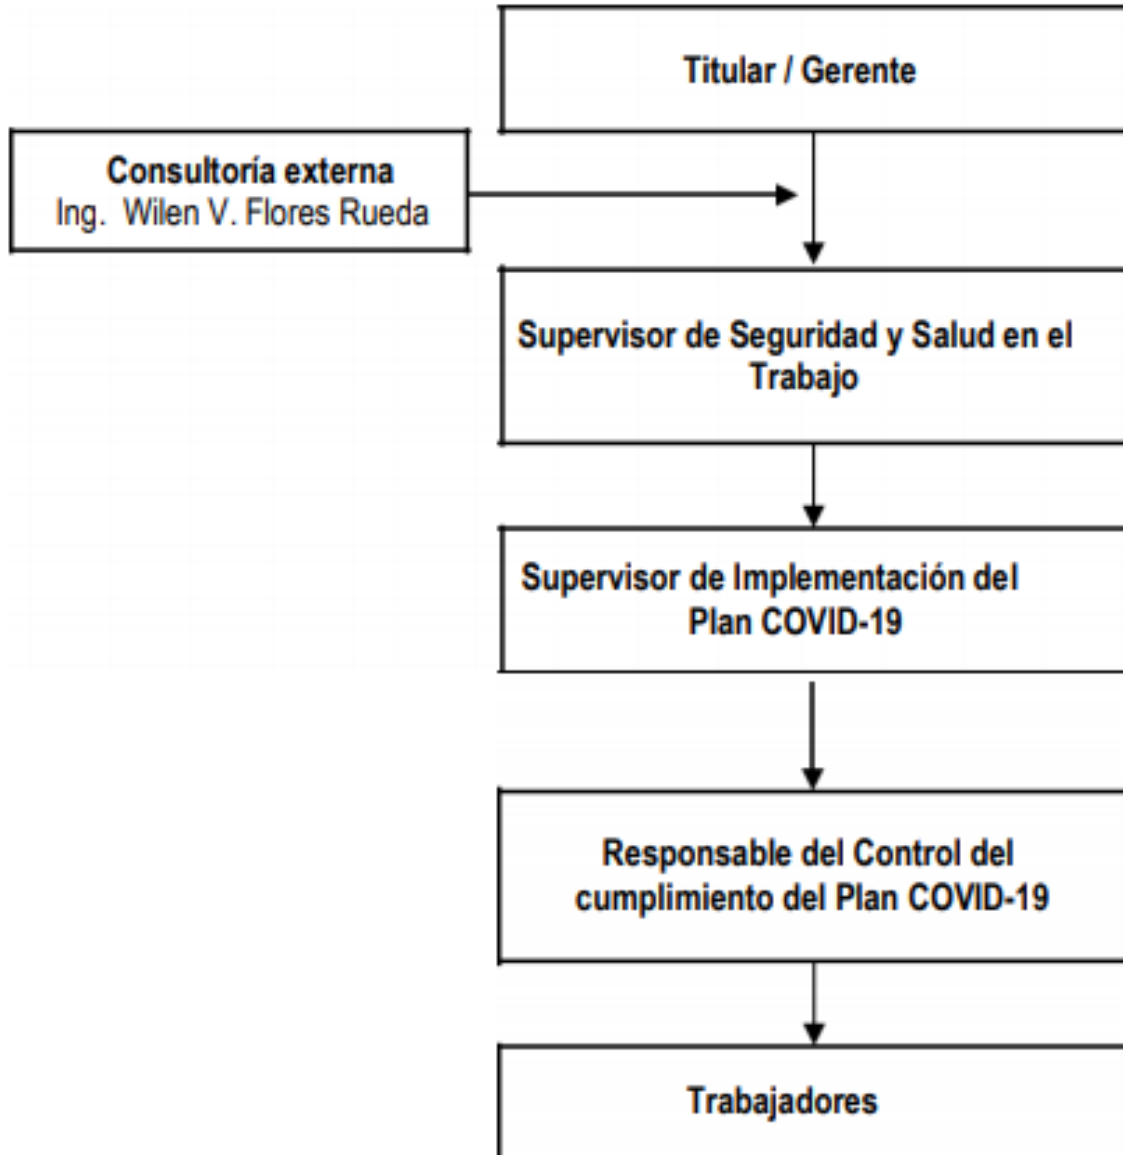 Titular / Gerente
Consultoría externa
Ing. Wilen V. Flores Rueda
Supervisor de Seguridad y Salud en el
Trabajo
Supervisor de Implementación del
Plan COVID-19
Responsable del Control del
cumplimiento del Plan COVID-19
Trabajadores